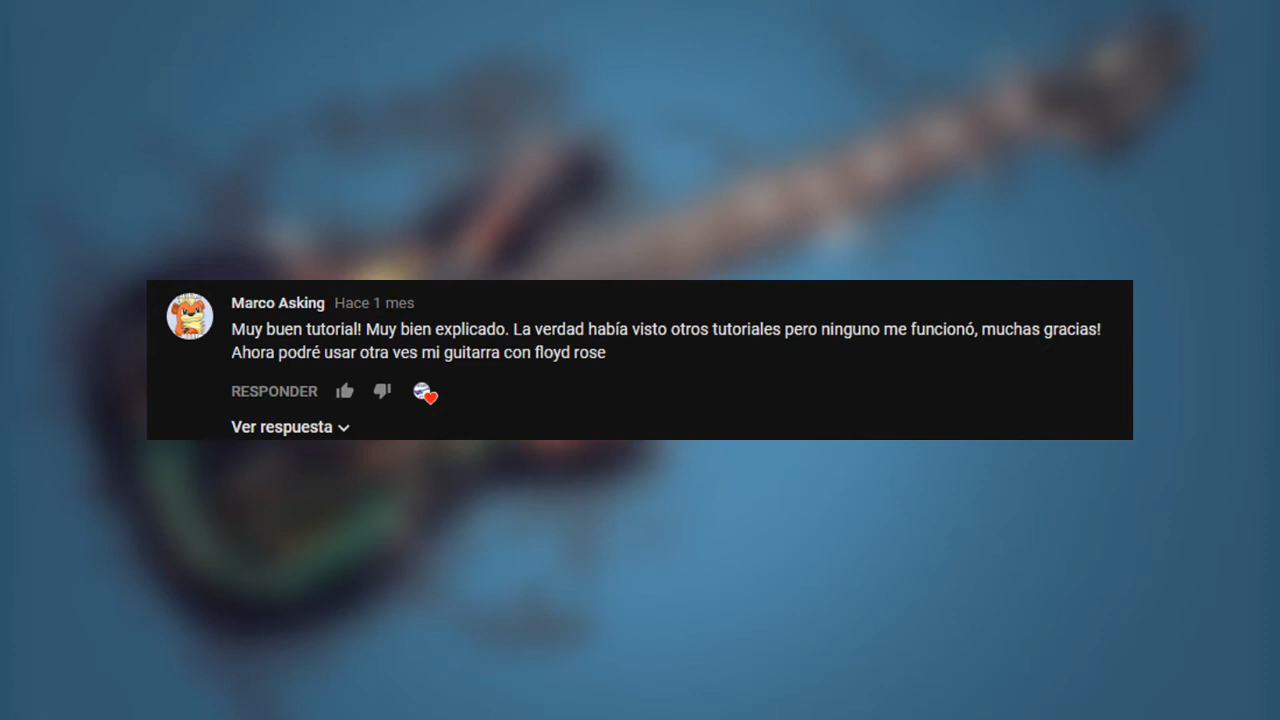 Marco Asking Hace 1 mes
Muy buen tutorial! Muy bien explicado. La verdad había visto otros tutoriales pero ninguno me funcionó, muchas gracias!
Ahora podré usar otra ves mi guitarra con floyd rose
RESPONDER
Ver respuesta